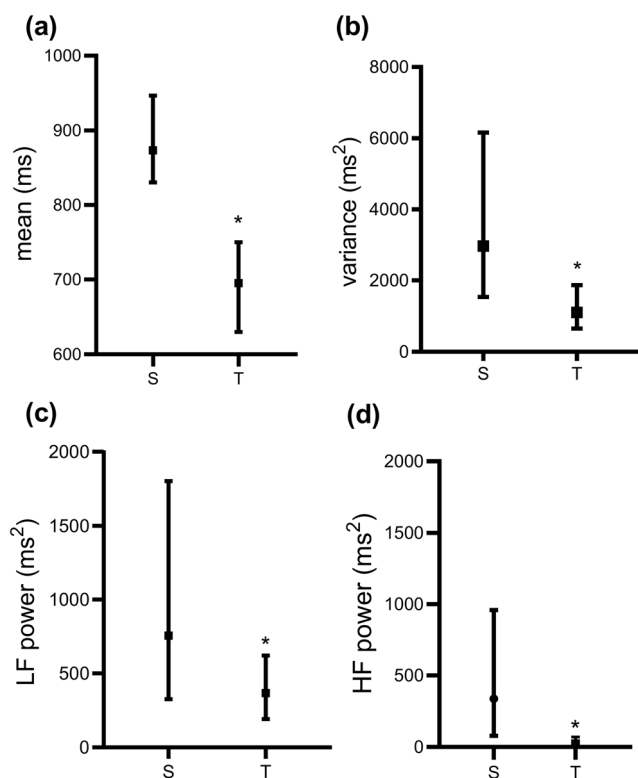 (a)
1000
900
800
700
600
mean (ms)
*
S T
(b)
8000
6000
4000
2000
0
variance (ms²)
*
S T
(c)
2000
1500
1000
500
0
LF power (ms²)
*
S T
(d)
2000
1500
1000
500
0
HF power (ms²)
*
S T